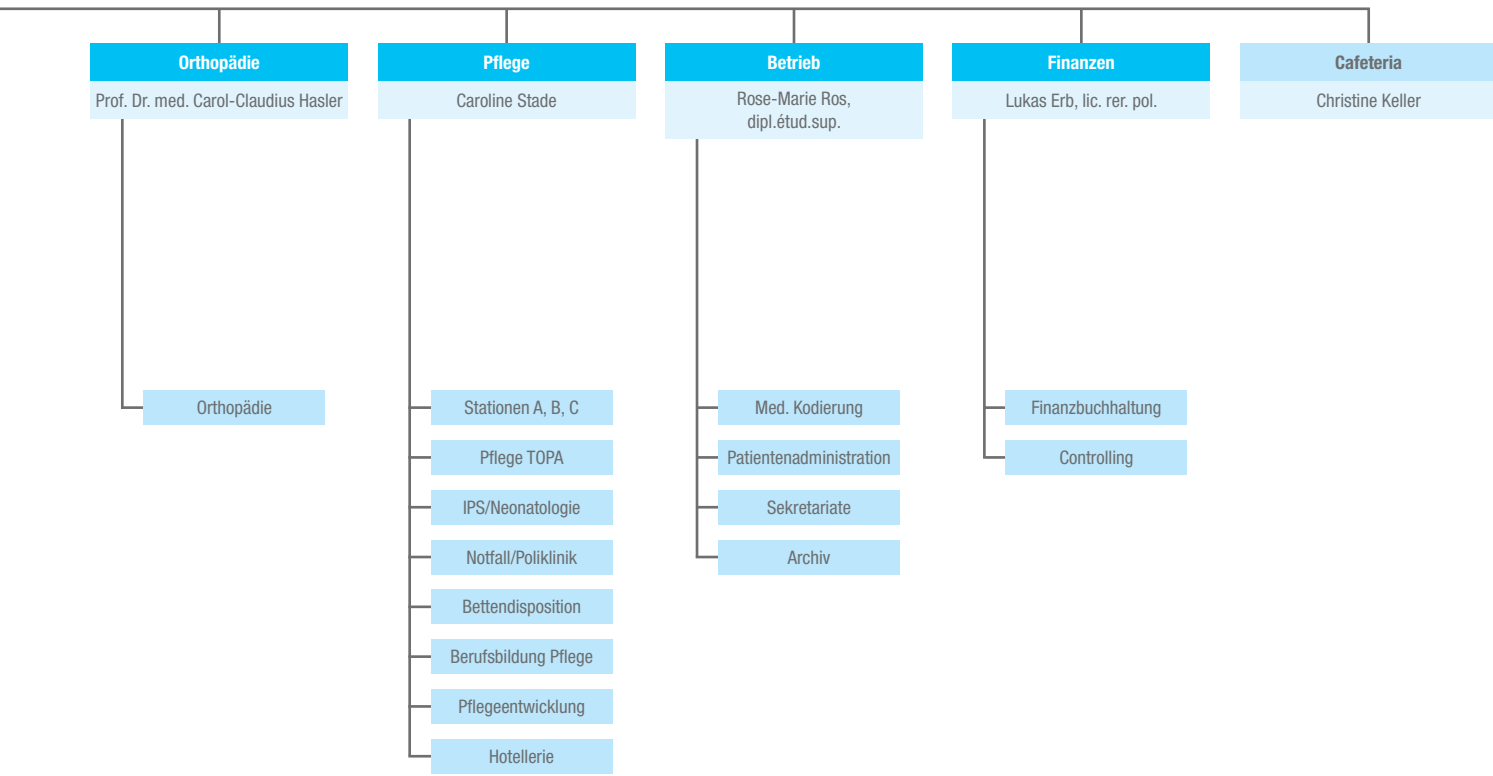 Orthopädie
Prof. Dr. med. Carol-Claudius Hasler
Orthopädie
Pflege
Caroline Stade
Stationen A, B, C
Pflege TOPA
IPS/Neonatologie
Notfall/Poliklinik
Bettendisposition
Berufsbildung Pflege
Pflegeentwicklung
Hotellerie
Betrieb
Rose-Marie Ros,
dipl.étud.sup.
Med. Kodierung
Patientenadministration
Sekretariate
Archiv
Finanzen
Lukas Erb, lic. rer. pol.
Finanzbuchhaltung
Controlling
Cafeteria
Christine Keller